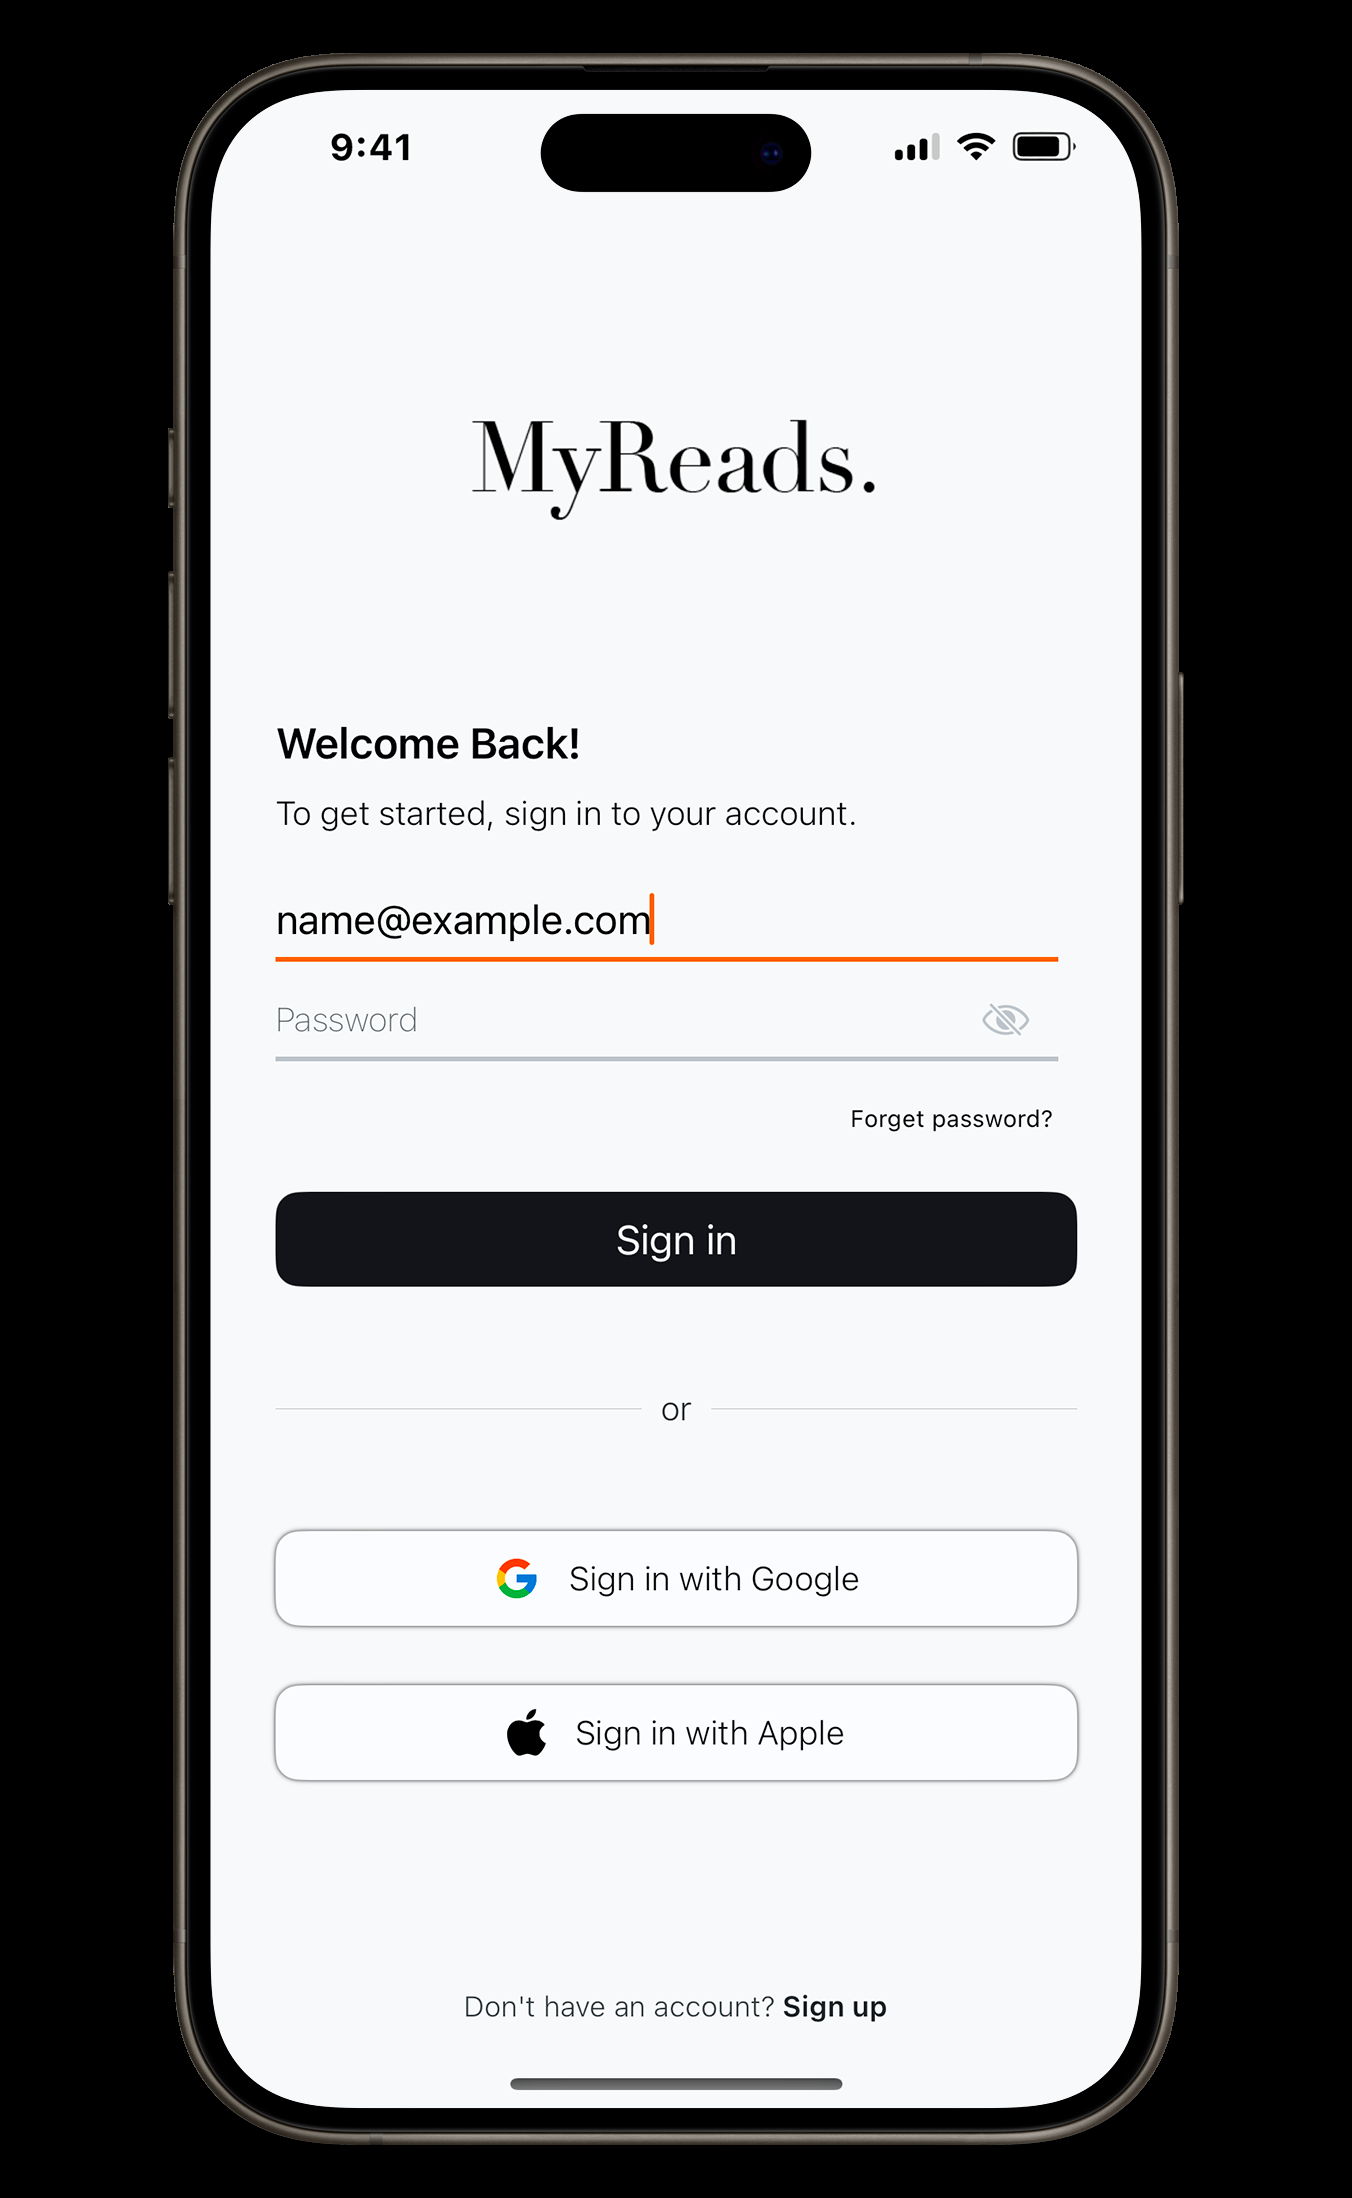 9:41
MyReads.
Welcome Back!
To get started, sign in to your account.
name@example.com
Password
Forget password?
Sign in
or
Sign in with Google
Sign in with Apple
Don't have an account? Sign up